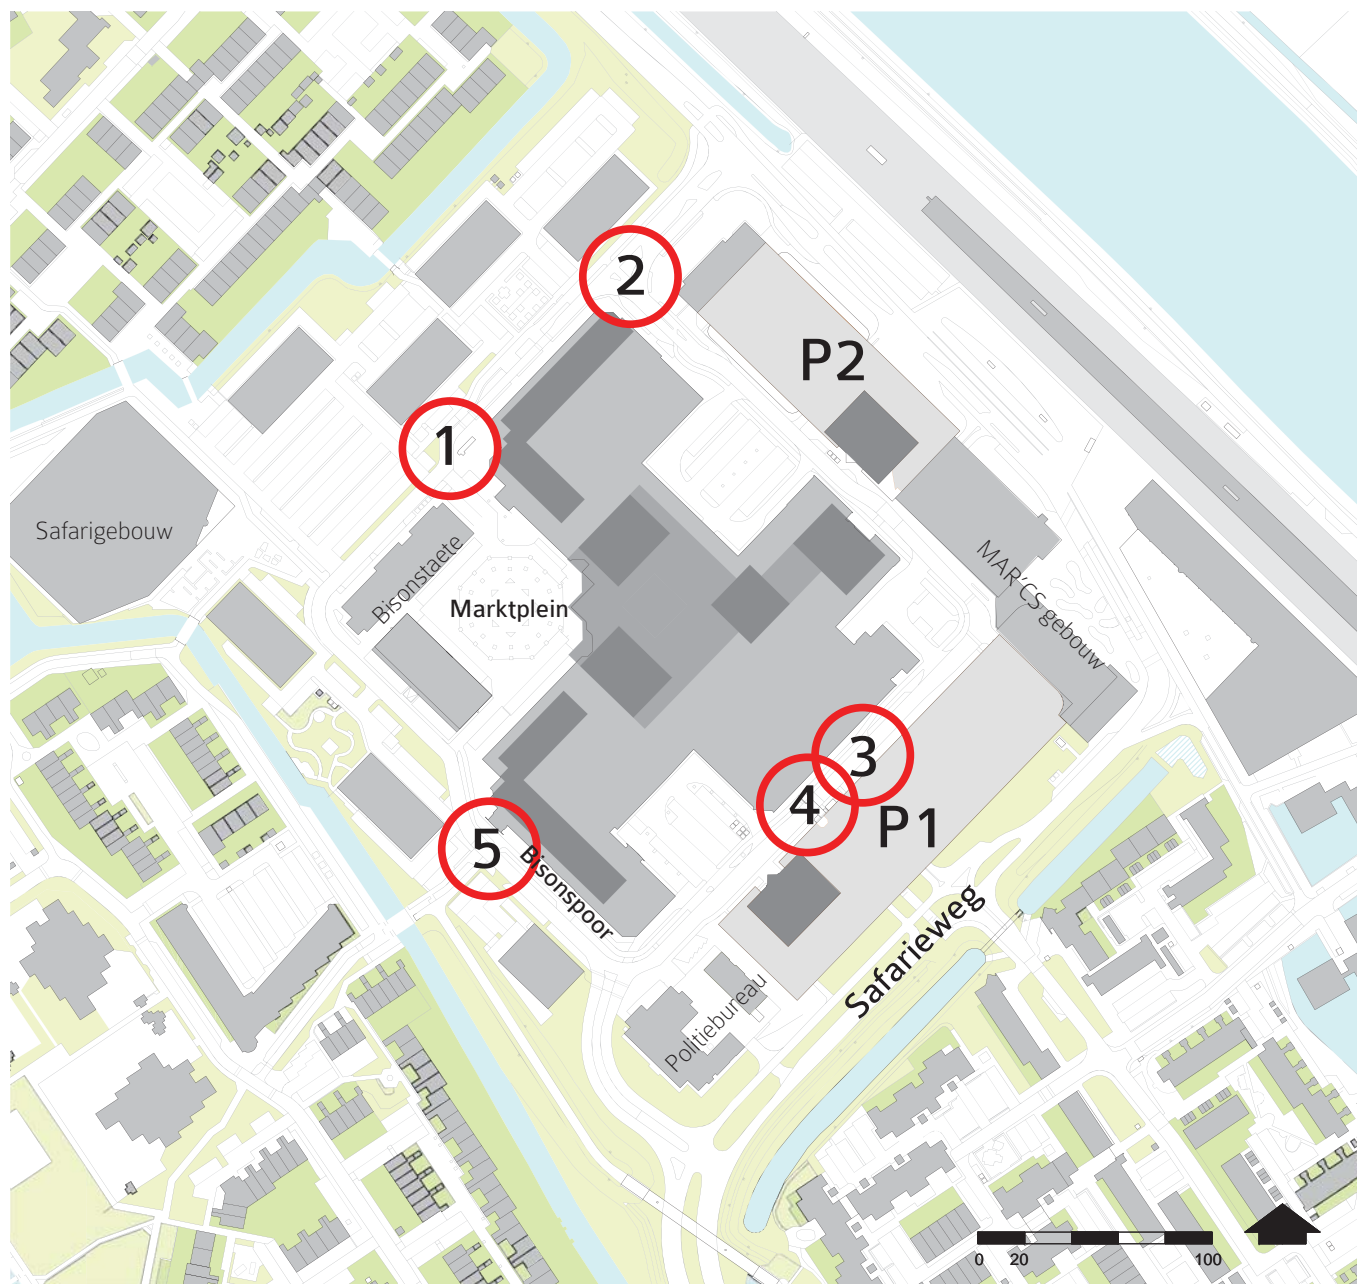 2
P2
1
Safarigebouw
Bisonstaete
Marktplein
MAR'CS gebouw
3
4
P1
5
Bisonspoor
Safarieweg
Politiebureau
0 20 100